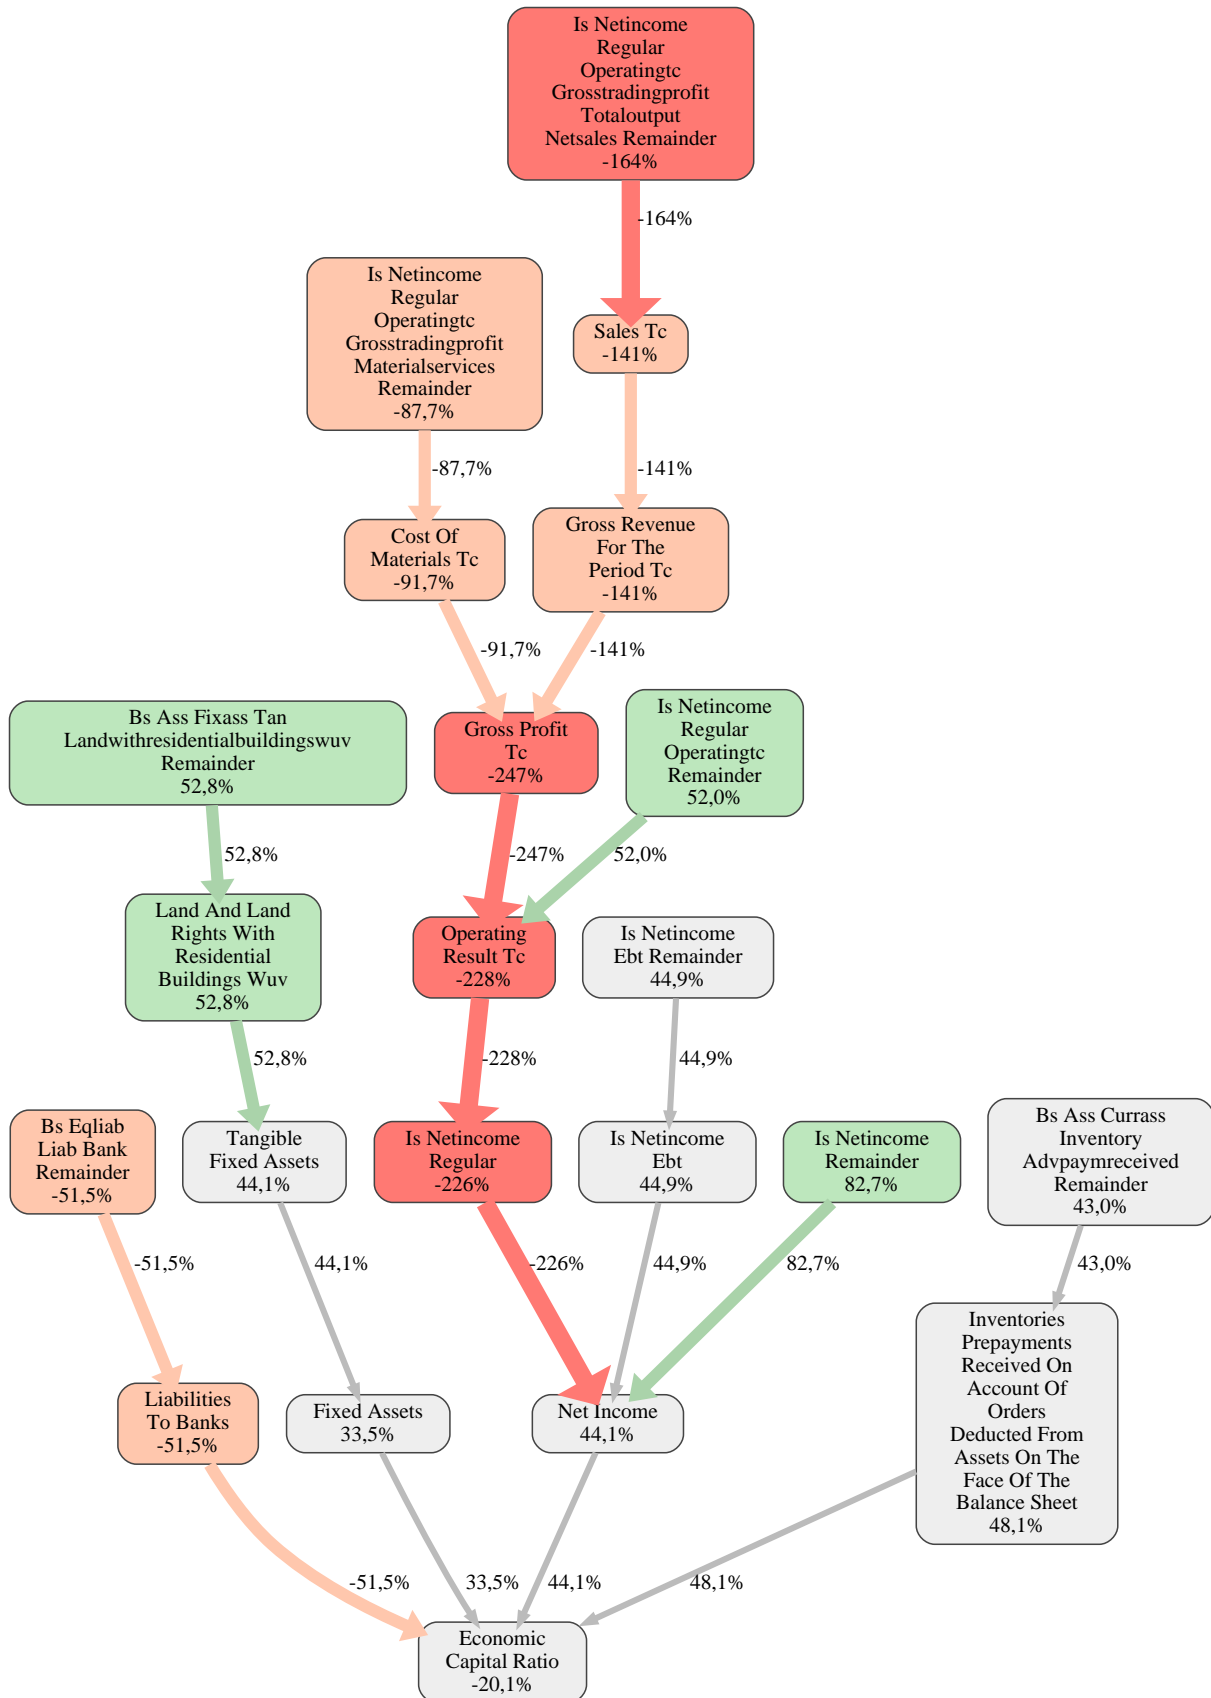 Is Netincome
Regular
Operatingtc
Grosstradingprofit
Totaloutput
Netsales Remainder
-164%
-164%
Is Netincome
Regular
Operatingtc
Grosstradingprofit
Materialservices
Remainder
-87,7%
Sales Tc
-141%
-87,7%
-141%
Cost Of
Materials Tc
-91,7%
Gross Revenue
For The
Period Tc
-141%
-91,7%
-141%
Bs Ass Fixass Tan
Landwithresidentialbuildingswuv
Remainder
52,8%
Gross Profit
Tc
-247%
Is Netincome
Regular
Operatingtc
Remainder
52,0%
52,8%
-247%
52,0%
Land And Land
Rights With
Residential
Buildings Wuv
52,8%
Operating
Result Tc
-228%
Is Netincome
Ebt Remainder
44,9%
52,8%
-228%
44,9%
Bs Eqliab
Liab Bank
Remainder
-51,5%
Tangible
Fixed Assets
44,1%
Is Netincome
Regular
-226%
Is Netincome
Ebt
44,9%
Is Netincome
Remainder
82,7%
Bs Ass Currass
Inventory
Advpaymreceived
Remainder
43,0%
-51,5%
44,1%
-226%
44,9%
82,7%
43,0%
Liabilities
To Banks
-51,5%
Fixed Assets
33,5%
Net Income
44,1%
Inventories
Prepayments
Received On
Account Of
Orders
Deducted From
Assets On The
Face Of The
Balance Sheet
48,1%
-51,5%
33,5%
44,1%
48,1%
Economic
Capital Ratio
-20,1%